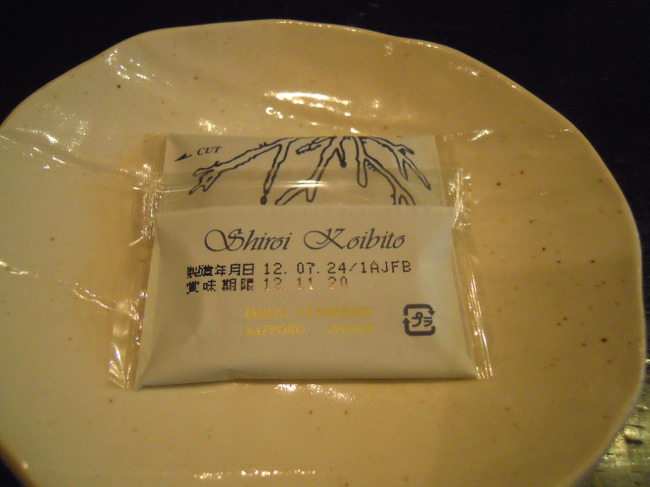 CUT
Shiroi Koibito
製造年月日 12.07.24/1AJFB
賞味期限 12.11.20
SAPPORO JAPAN
プラ